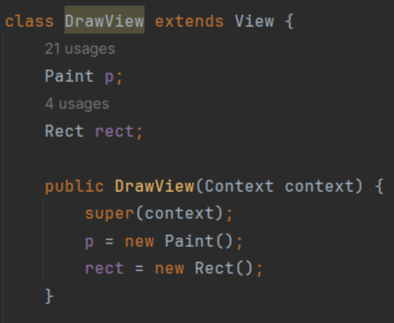 class DrawView extends View {
21 usages
Paint p;
4 usages
Rect rect;
public DrawView(Context context) {
super(context);
p = new Paint();
rect = new Rect();
}